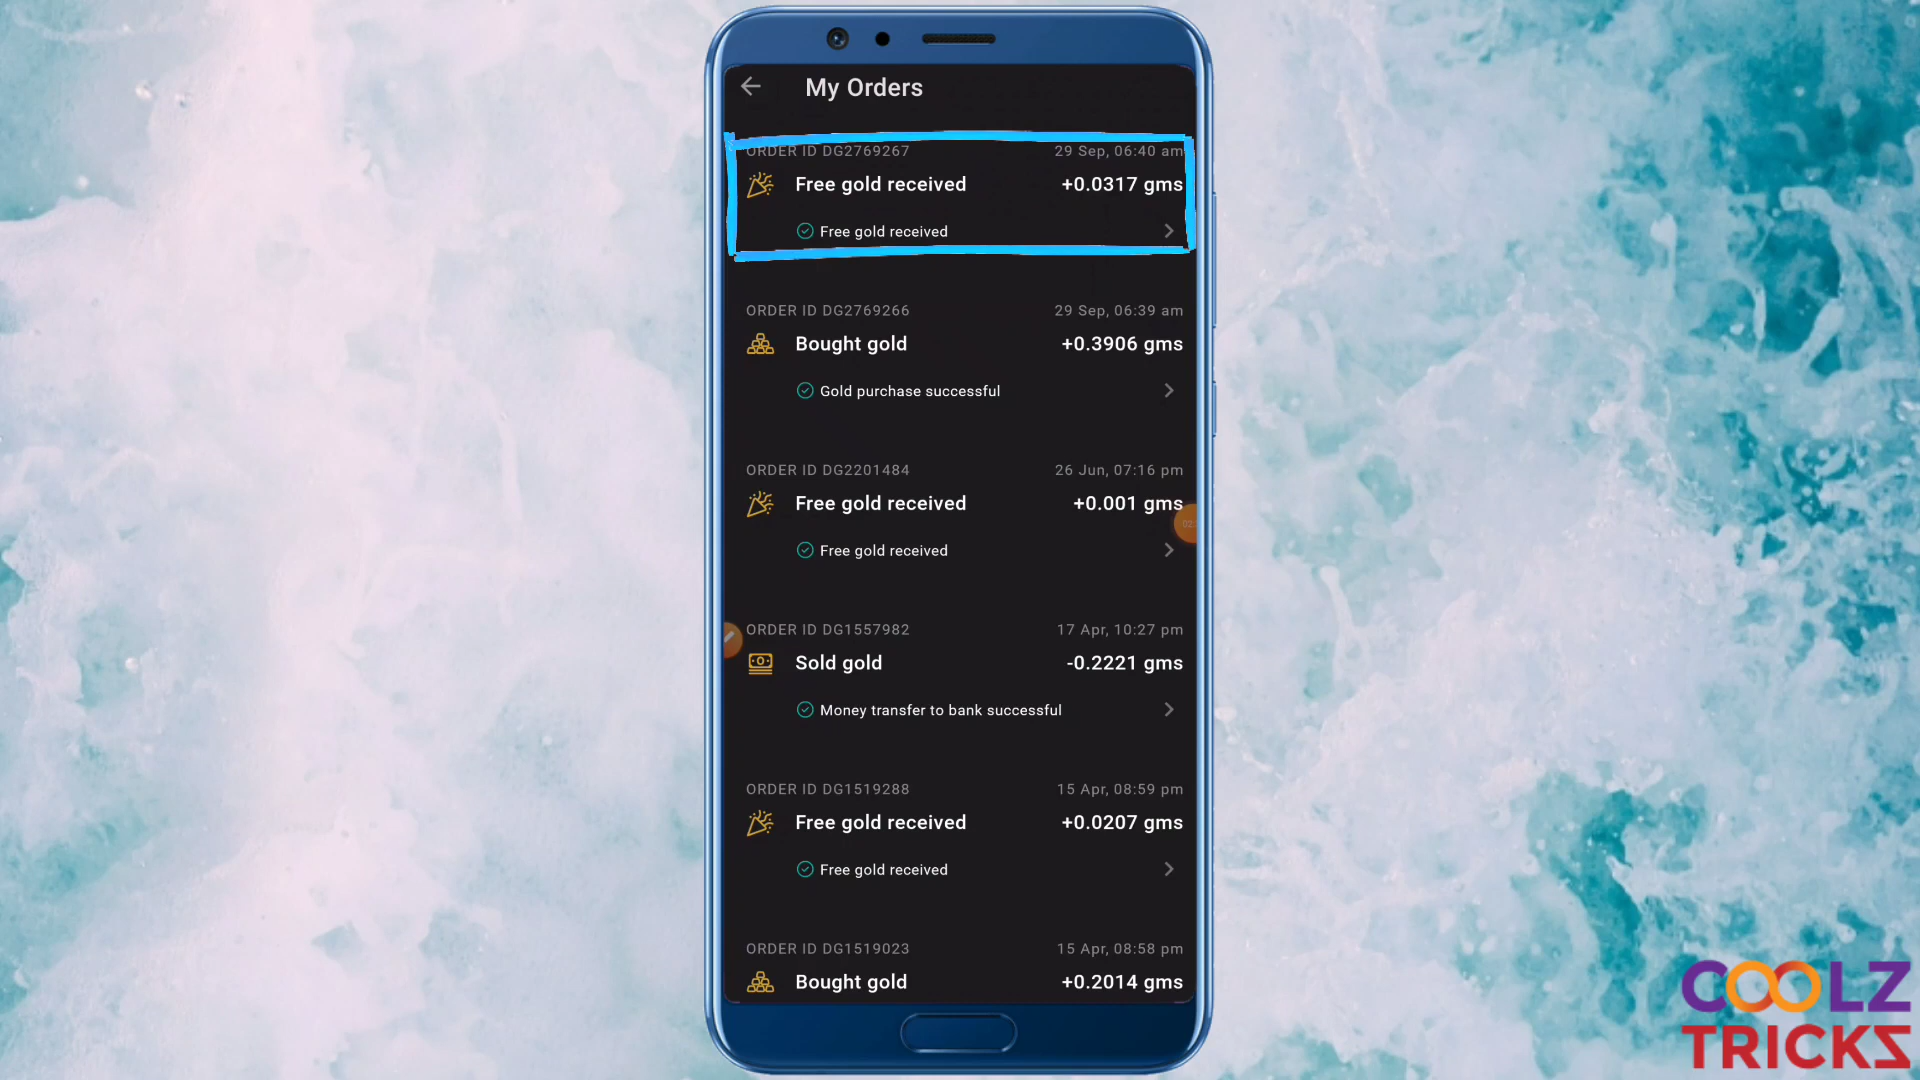 My Orders
ORDER ID DG2769267 29 Sep, 06:40 am
Free gold received +0.0317 gms
Free gold received
ORDER ID DG2769266 29 Sep, 06:39 am
Bought gold +0.3906 gms
Gold purchase successful
ORDER ID DG2201484 26 Jun, 07:16 pm
Free gold received +0.001 gms
Free gold received
ORDER ID DG1557982 17 Apr, 10:27 pm
Sold gold -0.2221 gms
Money transfer to bank successful
ORDER ID DG1519288 15 Apr, 08:59 pm
Free gold received +0.0207 gms
Free gold received
ORDER ID DG1519023 15 Apr, 08:58 pm
Bought gold +0.2014 gms
COOLZ
TRICKS